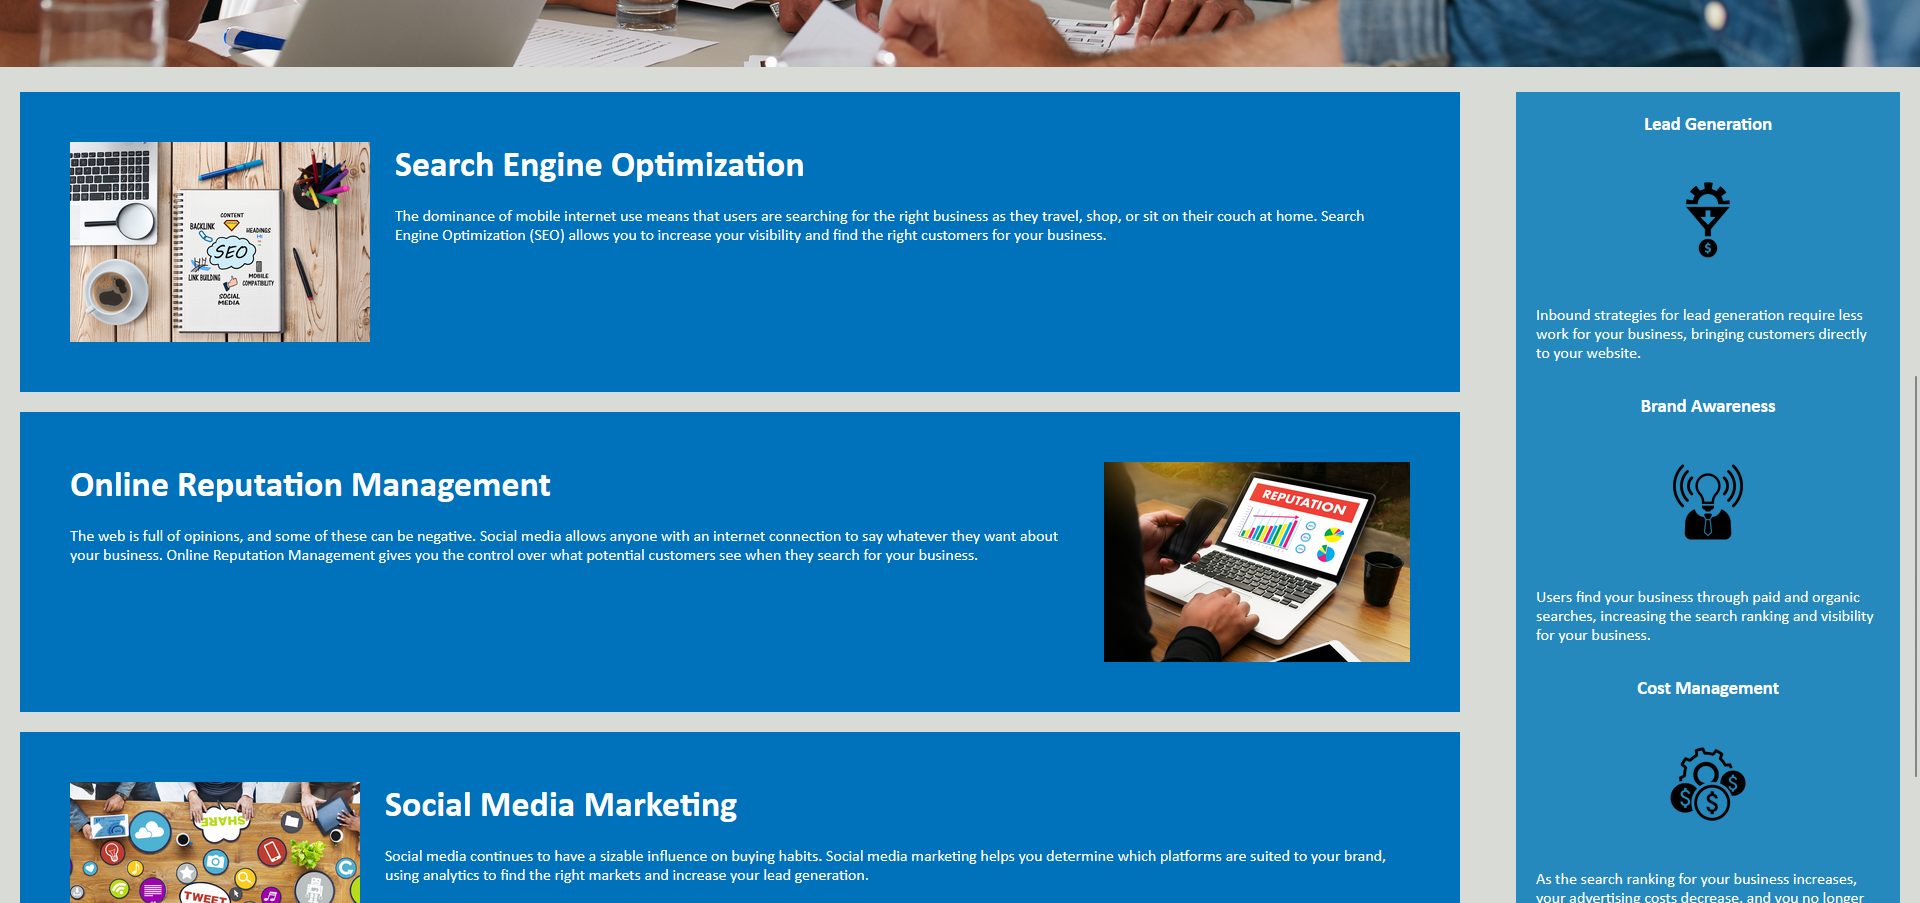 Search Engine Optimization
The dominance of mobile internet use means that users are searching for the right business as they travel, shop, or sit on their couch at home. Search
Engine Optimization (SEO) allows you to increase your visibility and find the right customers for your business.
CONTENT
BACKLINK
HEADINGS
SEO
LINK BUILDING
MOBILE
COMPATIBILITY
SOCIAL
MEDIA
Online Reputation Management
The web is full of opinions, and some of these can be negative. Social media allows anyone with an internet connection to say whatever they want about
your business. Online Reputation Management gives you the control over what potential customers see when they search for your business.
REPUTATION
Social Media Marketing
Social media continues to have a sizable influence on buying habits. Social media marketing helps you determine which platforms are suited to your brand,
using analytics to find the right markets and increase your lead generation.
SHARE
TWEET
Lead Generation
$
Inbound strategies for lead generation require less
work for your business, bringing customers directly
to your website.
Brand Awareness
Users find your business through paid and organic
searches, increasing the search ranking and visibility
for your business.
Cost Management
$ $ $
As the search ranking for your business increases,
your advertising costs decrease, and you no longer